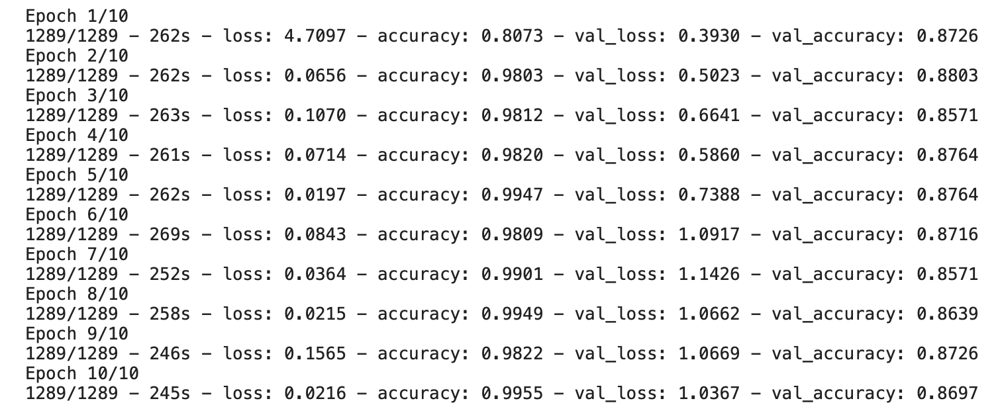 Epoch 1/10
1289/1289 – 262s – loss: 4.7097 – accuracy: 0.8073 – val_loss: 0.3930 – val_accuracy: 0.8726
Epoch 2/10
1289/1289 – 262s – loss: 0.0656 – accuracy: 0.9803 – val_loss: 0.5023 – val_accuracy: 0.8803
Epoch 3/10
1289/1289 – 263s – loss: 0.1070 – accuracy: 0.9812 – val_loss: 0.6641 – val_accuracy: 0.8571
Epoch 4/10
1289/1289 – 261s – loss: 0.0714 – accuracy: 0.9820 – val_loss: 0.5860 – val_accuracy: 0.8764
Epoch 5/10
1289/1289 – 262s – loss: 0.0197 – accuracy: 0.9947 – val_loss: 0.7388 – val_accuracy: 0.8764
Epoch 6/10
1289/1289 – 269s – loss: 0.0843 – accuracy: 0.9809 – val_loss: 1.0917 – val_accuracy: 0.8716
Epoch 7/10
1289/1289 – 252s – loss: 0.0364 – accuracy: 0.9901 – val_loss: 1.1426 – val_accuracy: 0.8571
Epoch 8/10
1289/1289 – 258s – loss: 0.0215 – accuracy: 0.9949 – val_loss: 1.0662 – val_accuracy: 0.8639
Epoch 9/10
1289/1289 – 246s – loss: 0.1565 – accuracy: 0.9822 – val_loss: 1.0669 – val_accuracy: 0.8726
Epoch 10/10
1289/1289 – 245s – loss: 0.0216 – accuracy: 0.9955 – val_loss: 1.0367 – val_accuracy: 0.8697